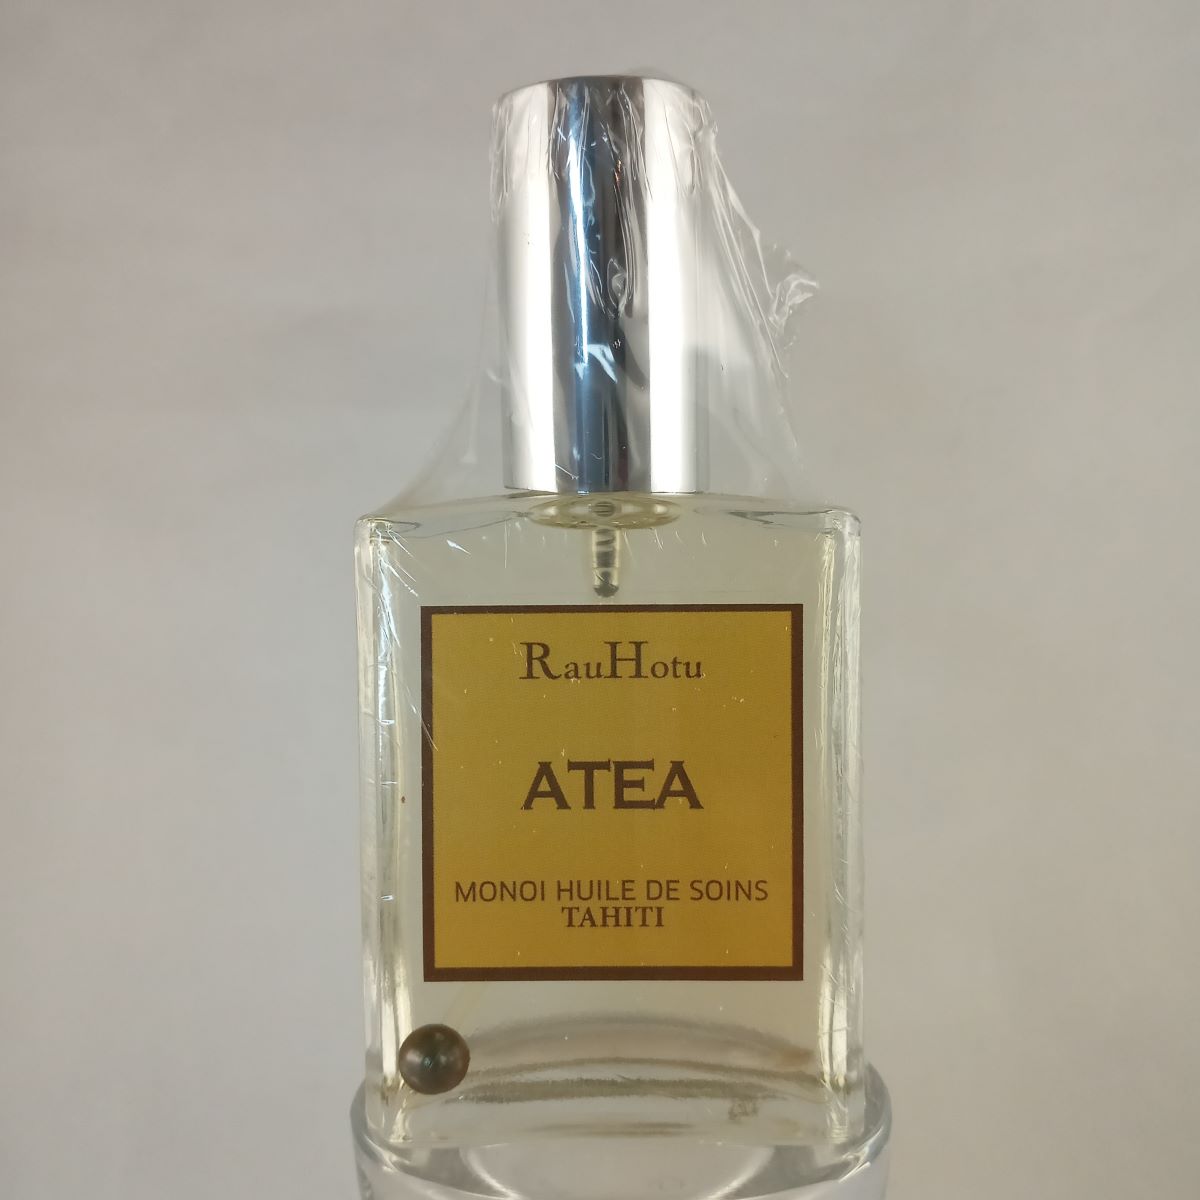 RauHotu
ATEA
MONOI HUILE DE SOINS
TAHITI